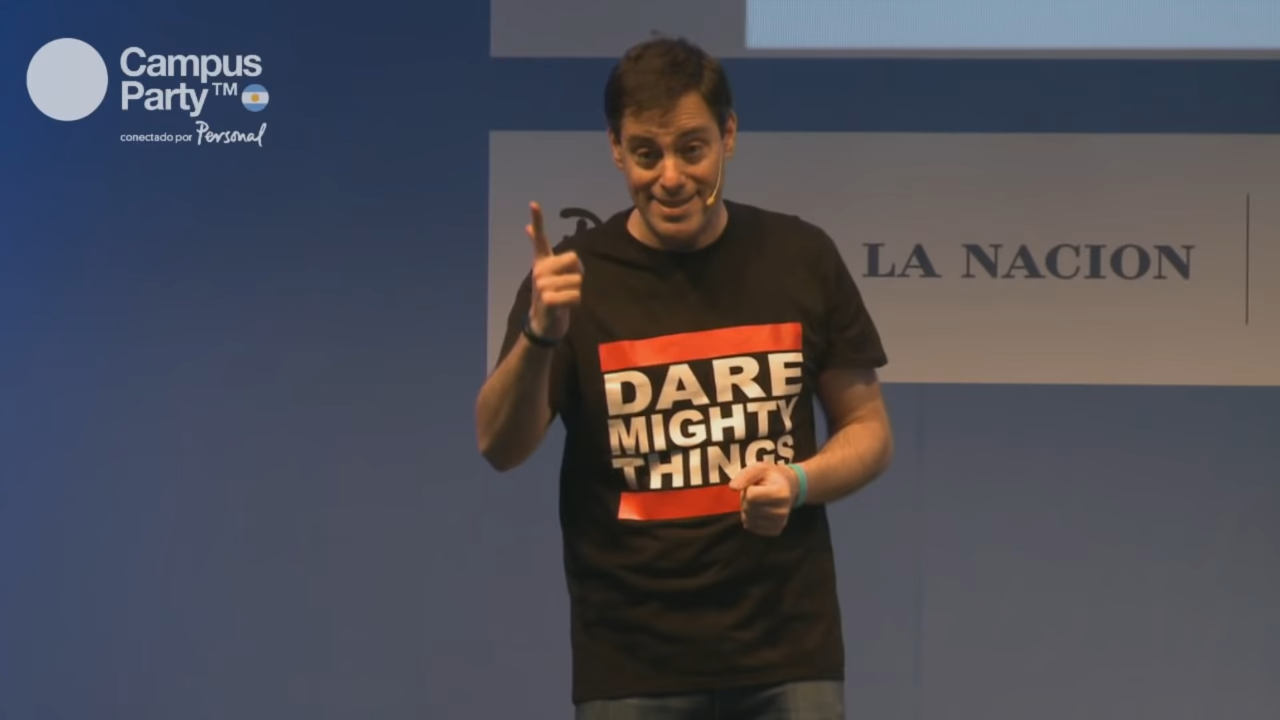 Campus
Party™
conectado por Personal
LA NACION
DARE
MIGHTY
THINGS